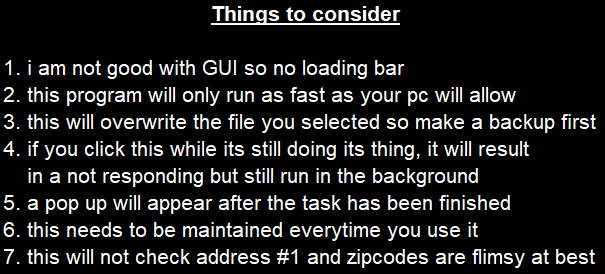 Things to consider
1. i am not good with GUI so no loading bar
2. this program will only run as fast as your pc will allow
3. this will overwrite the file you selected so make a backup first
4. if you click this while its still doing its thing, it will result
in a not responding but still run in the background
5. a pop up will appear after the task has been finished
6. this needs to be maintained everytime you use it
7. this will not check address #1 and zipcodes are flimsy at best